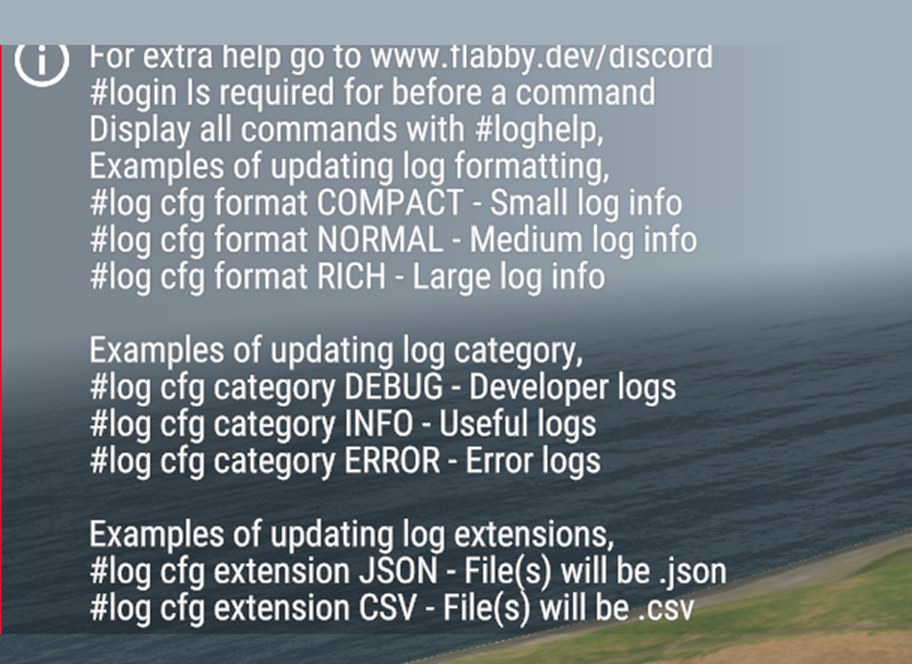 For extra help go to www.flabby.dev/discord
#login Is required for before a command
Display all commands with #loghelp,
Examples of updating log formatting,
#log cfg format COMPACT - Small log info
#log cfg format NORMAL - Medium log info
#log cfg format RICH - Large log info
Examples of updating log category,
#log cfg category DEBUG - Developer logs
#log cfg category INFO - Useful logs
#log cfg category ERROR - Error logs
Examples of updating log extensions,
#log cfg extension JSON - File(s) will be .json
#log cfg extension CSV - File(s) will be .csv